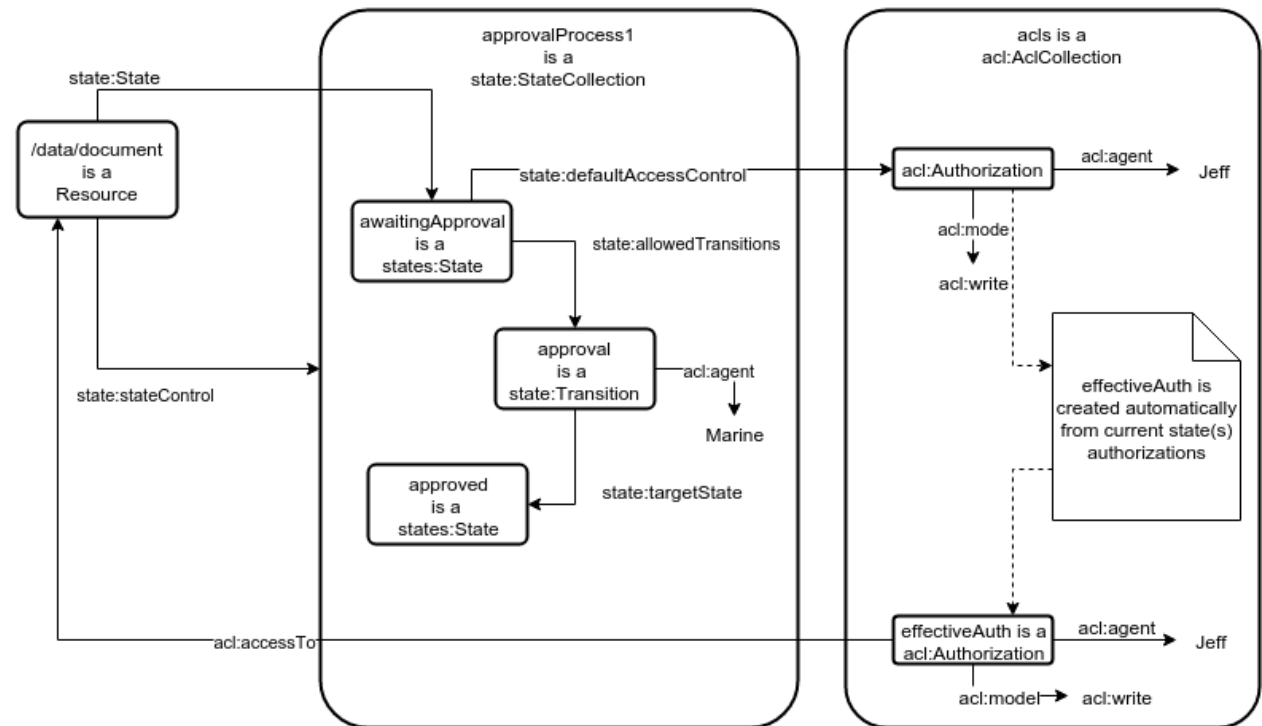 approvalProcess1
is a
state:StateCollection
acls is a
acl:AclCollection
state:State
/data/document
is a
Resource
state:defaultAccessControl
acl:Authorization
acl:agent
Jeff
awaitingApproval
is a
states:State
state:allowedTransitions
acl:mode
acl:write
approval
is a
state:Transition
acl:agent
Marine
state:stateControl
effectiveAuth is
created automatically
from current state(s)
authorizations
approved
is a
states:State
state:targetState
acl:accessTo
effectiveAuth is a
acl:Authorization
acl:agent
Jeff
acl:model
acl:write